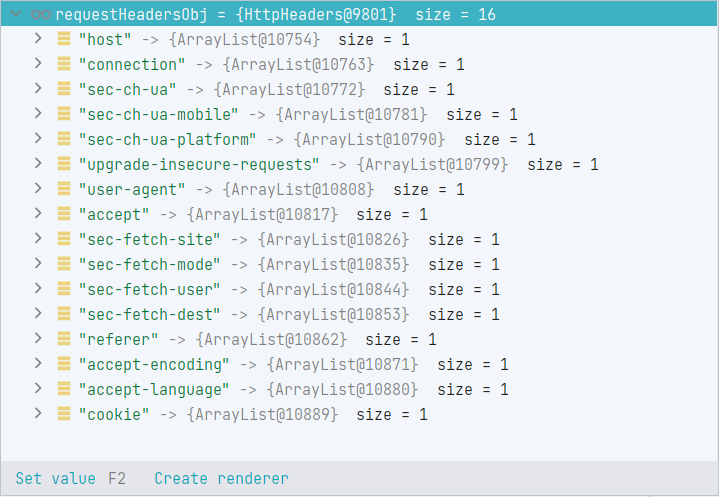 requestHeadersObj = {HttpHeaders@9801} size = 16
"host" -> {ArrayList@10754} size = 1
"connection" -> {ArrayList@10763} size = 1
"sec-ch-ua" -> {ArrayList@10772} size = 1
"sec-ch-ua-mobile" -> {ArrayList@10781} size = 1
"sec-ch-ua-platform" -> {ArrayList@10790} size = 1
"upgrade-insecure-requests" -> {ArrayList@10799} size = 1
"user-agent" -> {ArrayList@10808} size = 1
"accept" -> {ArrayList@10817} size = 1
"sec-fetch-site" -> {ArrayList@10826} size = 1
"sec-fetch-mode" -> {ArrayList@10835} size = 1
"sec-fetch-user" -> {ArrayList@10844} size = 1
"sec-fetch-dest" -> {ArrayList@10853} size = 1
"referer" -> {ArrayList@10862} size = 1
"accept-encoding" -> {ArrayList@10871} size = 1
"accept-language" -> {ArrayList@10880} size = 1
"cookie" -> {ArrayList@10889} size = 1
Set value F2 Create renderer